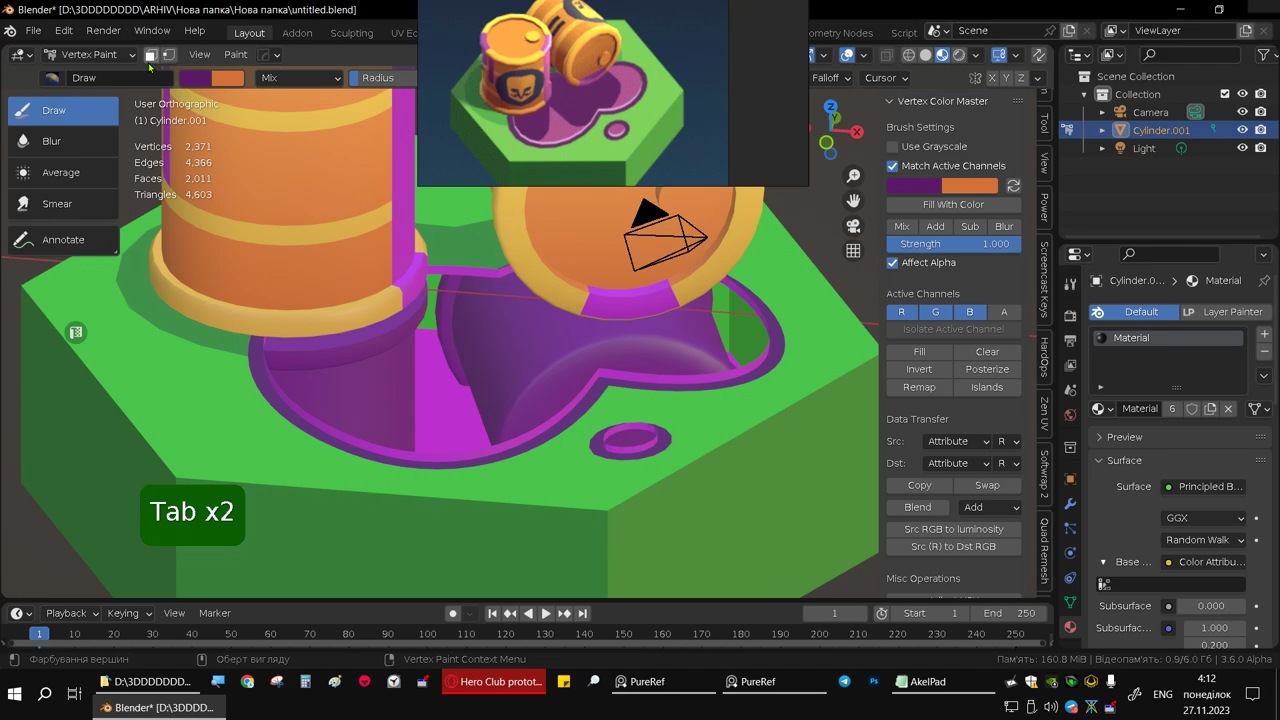 Blender* [D:\3DDDDDDD\ARHIV\Нова папка\Нова папка\untitled.blend]
File Edit Render Window Help Layout Addon Sculpting UV Ec
Scene ViewLayer
Vertex Paint View Paint
Draw Mix Radius Falloff Cursor X Y Z
Draw
Blur
Average
Smear
Annotate
User Orthographic
(1) Cylinder.001
Vertices 2,371
Edges 4,366
Faces 2,011
Triangles 4,603
Z
Y
X
Tab x2
Vertex Color Master
Brush Settings
Use Grayscale
Match Active Channels
Fill With Color
Mix Add Sub Blur
Strength 1.000
Affect Alpha
Active Channels
R G B A
Isolate Active Channel
Fill Clear
Invert Posterize
Remap Islands
Data Transfer
Src: Attribute R
Dst: Attribute R
Copy Swap
Blend Add
Src RGB to luminosity
Src (R) to Dst RGB
Misc Operations
Tool
View
Power
Screencast Keys
HardOps
Zen UV
Softwrap 2
Quad Remesh
Scene Collection
Collection
Camera
Cylinder.001
Light
Cylinder.0... Material
Default LP Layer Painter
Material
Material 6
Preview
Surface
Surface Principled B...
GGX
Random Walk
Base ... Color Attribu...
Subsurface 0.000
Subsurfac... 1.000
0.200
Playback Keying View Marker 1 Start 1 End 250
1 10 20 30 40 50 60 70 80 90 100 110 120 130 140 150 160 170 180 190 200 210 220 230 240 250
Фарбування вершин Оберт вигляду Vertex Paint Context Menu Пам'ять: 160.8 МіВ | Відеопам'ять: 0.9/6.0 Гі В | 3.6.0 Alpha
D:\3DDDDDDD... Hero Club protot... PureRef PureRef AkelPad
Blender* [D:\3DDDD...
ENG
4:12
понеділок
27.11.2023